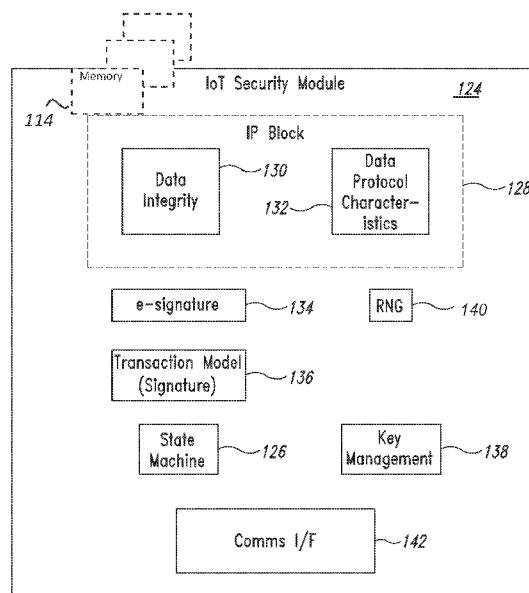 Memory
IoT Security Module
124
114
IP Block
Data
Integrity
130
Data
Protocol
Character-
istics
132
128
e-signature
134
RNG
140
Transaction Model
(Signature)
136
State
Machine
126
Key
Management
138
Comms I/F
142